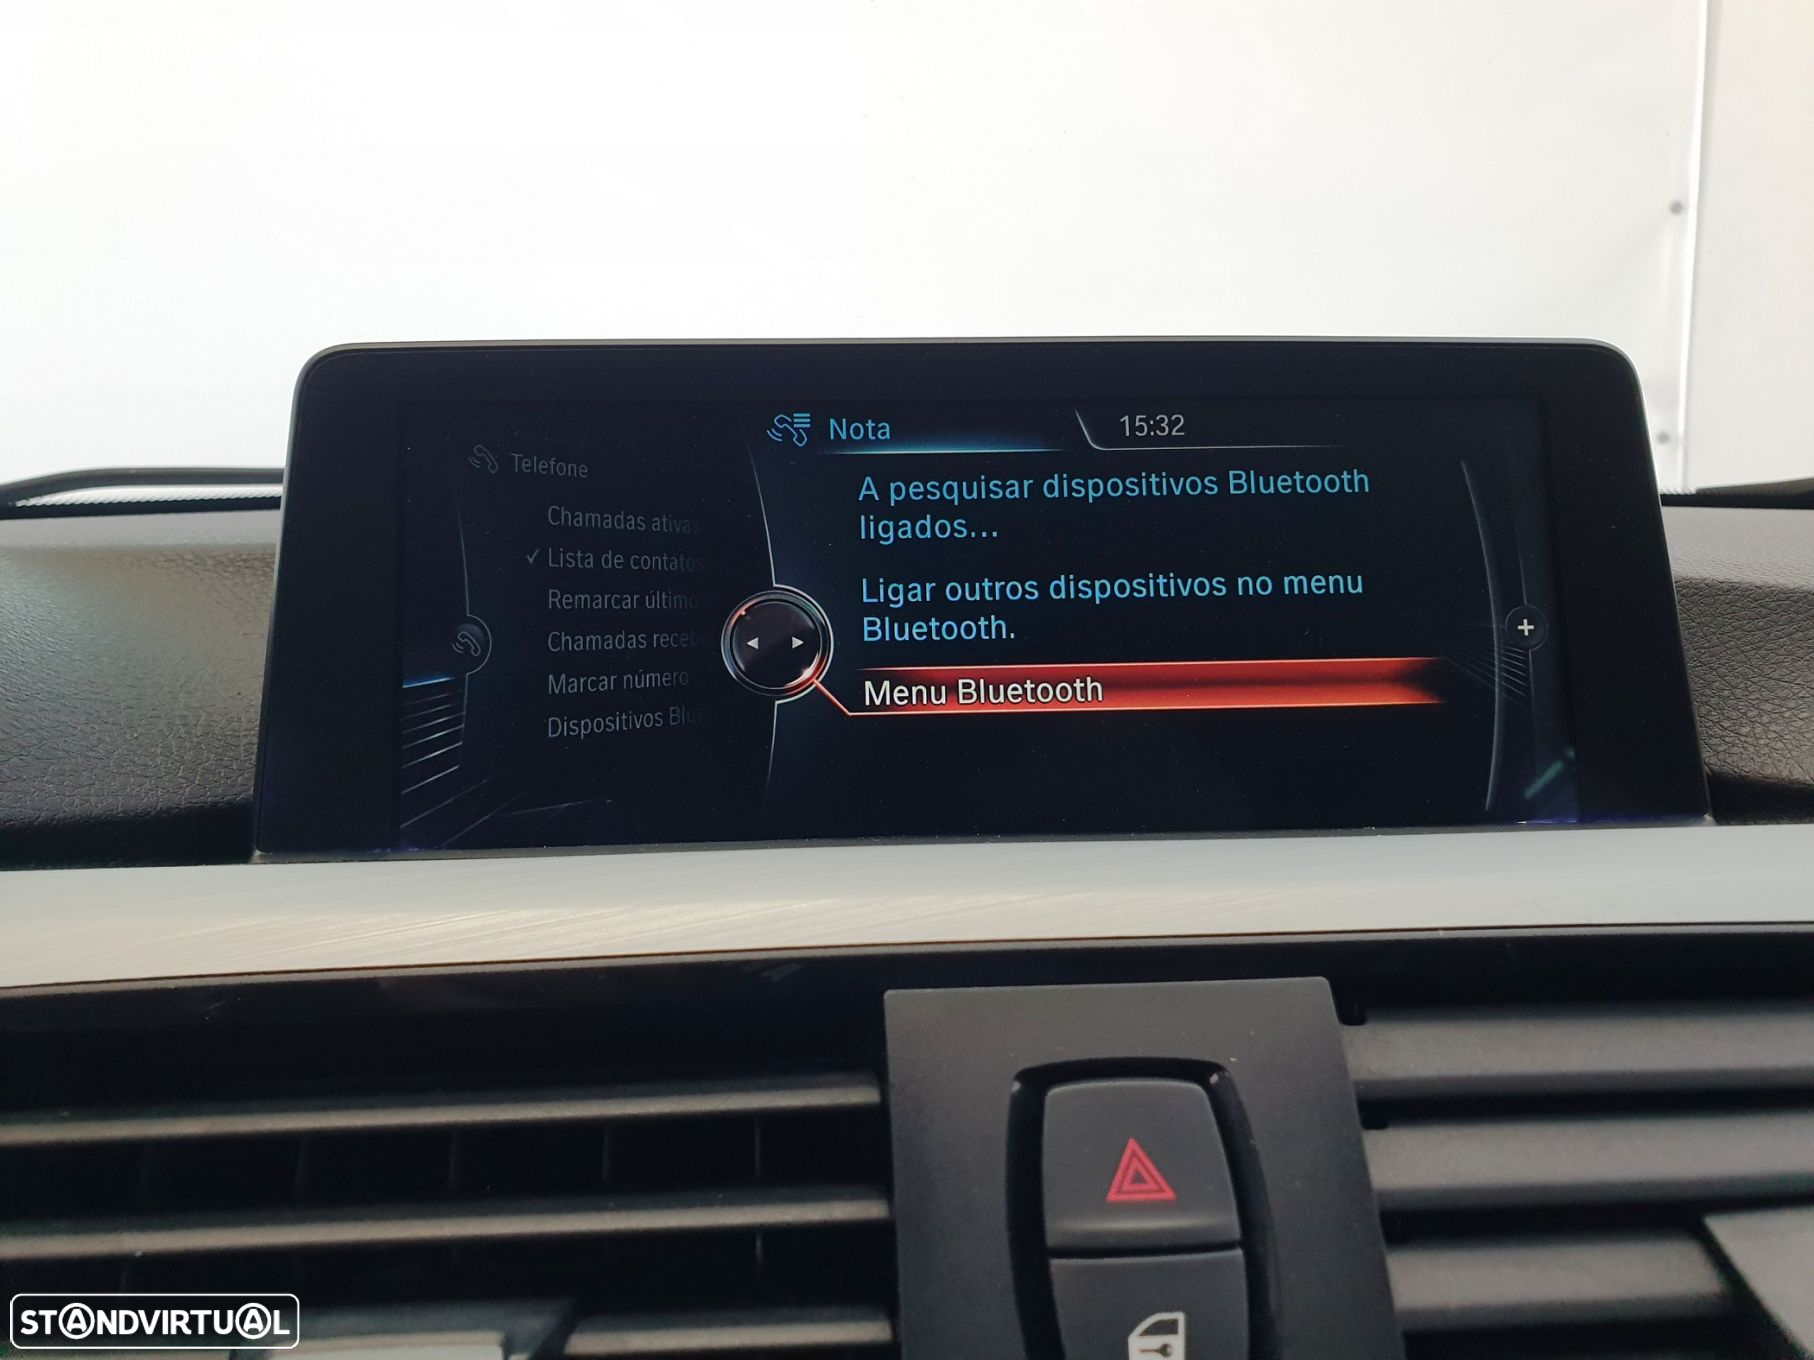 Nota
15:32
Telefone
Chamadas ativas
✓ Lista de contatos
Remarcar último
Chamadas receb
Marcar número
Dispositivos Blue
A pesquisar dispositivos Bluetooth
ligados...
Ligar outros dispositivos no menu
Bluetooth.
Menu Bluetooth
+
STANDVIRTUAL